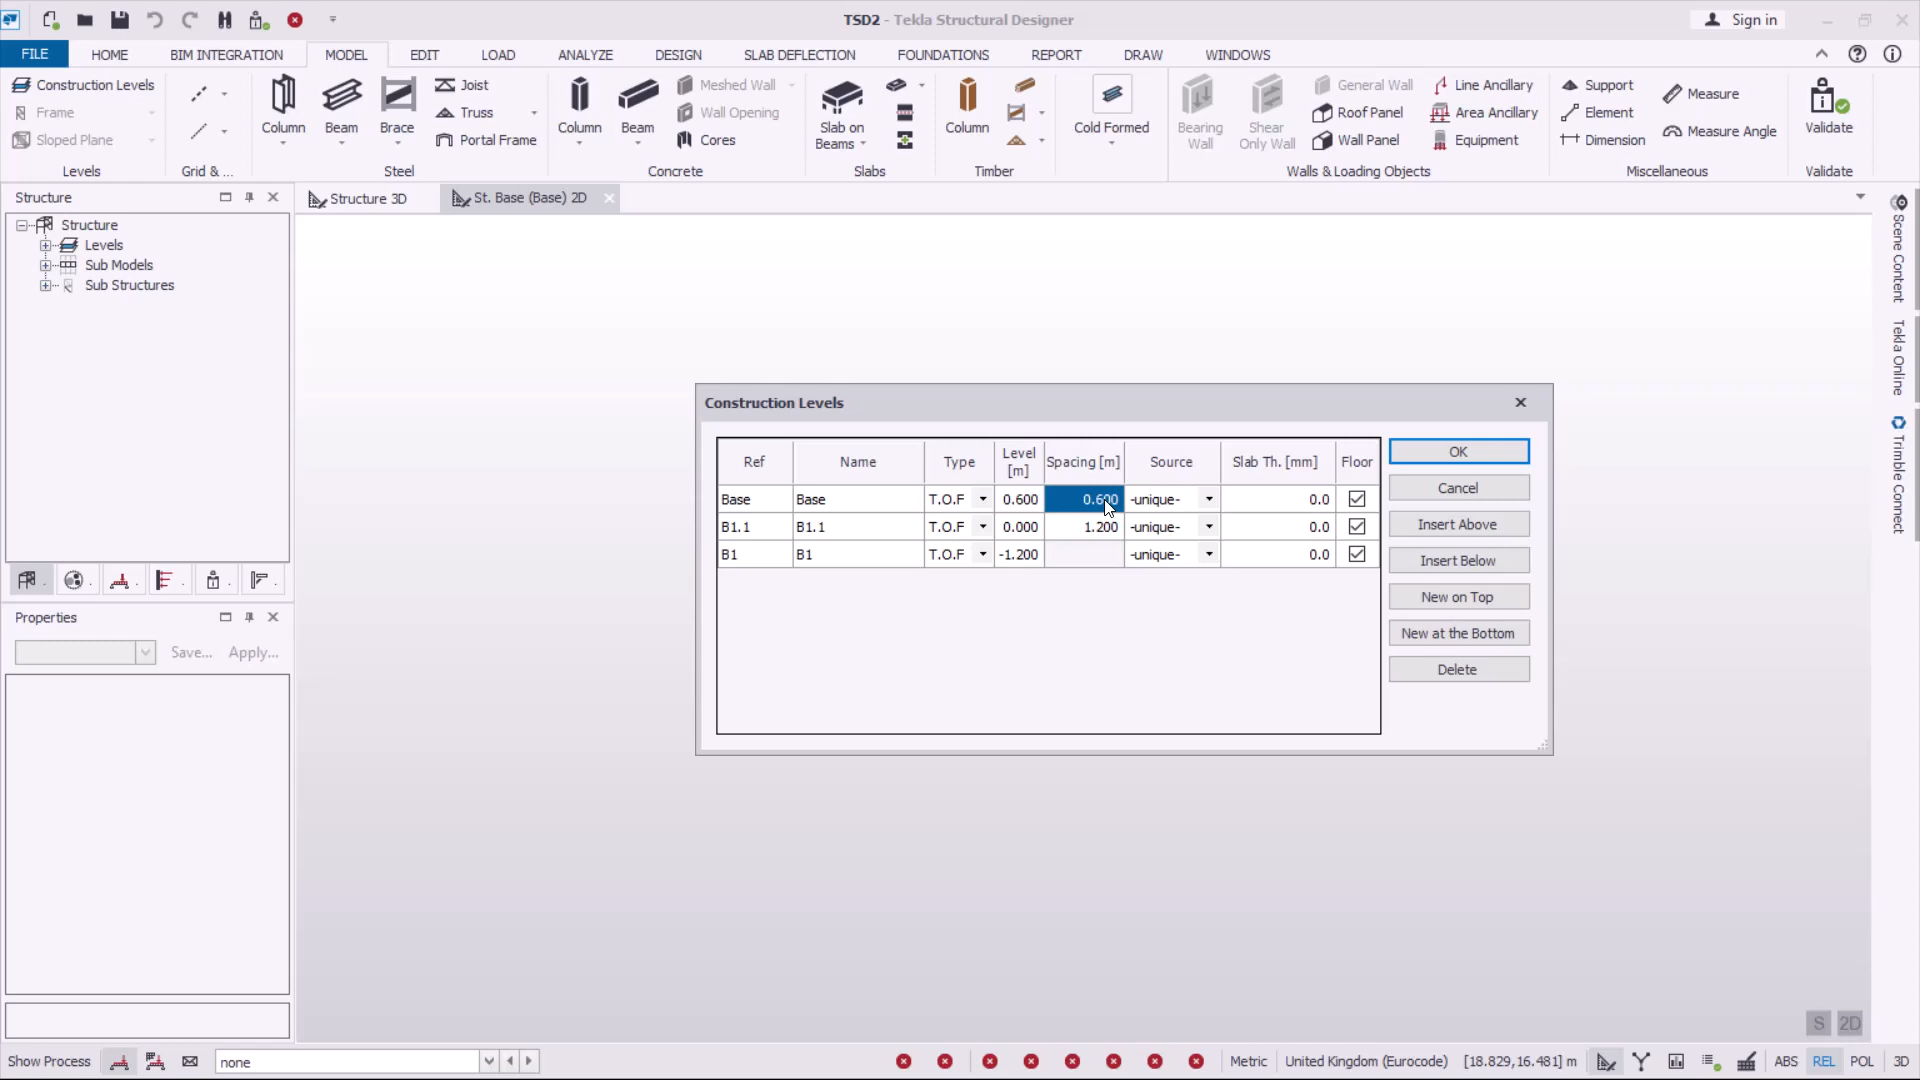 TSD2 - Tekla Structural Designer
Sign in
FILE HOME BIM INTEGRATION MODEL EDIT LOAD ANALYZE DESIGN SLAB DEFLECTION FOUNDATIONS REPORT DRAW WINDOWS
Construction Levels
Frame
Sloped Plane
Levels
Grid & ...
Column
Beam
Brace
Joist
Truss
Portal Frame
Steel
Column
Beam
Meshed Wall
Wall Opening
Cores
Concrete
Slab on
Beams
Slabs
Column
Timber
Cold Formed
Bearing
Wall
Shear
Only Wall
General Wall
Roof Panel
Wall Panel
Line Ancillary
Area Ancillary
Equipment
Walls & Loading Objects
Support
Element
Dimension
Measure
Measure Angle
Miscellaneous
Validate
Validate
Structure
Structure
Levels
Sub Models
Sub Structures
Structure 3D
St. Base (Base) 2D
Scene Content
Tekla Online
Trimble Connect
Properties
Save... Apply...
Construction Levels
Ref Name Type Level [m] Spacing [m] Source Slab Th. [mm] Floor
Base Base T.O.F 0.600 0.600 -unique- 0.0
B1.1 B1.1 T.O.F 0.000 1.200 -unique- 0.0
B1 B1 T.O.F -1.200 -unique- 0.0
OK
Cancel
Insert Above
Insert Below
New on Top
New at the Bottom
Delete
S 2D
Show Process none Metric United Kingdom (Eurocode) [18.829,16.481] m ABS REL POL 3D